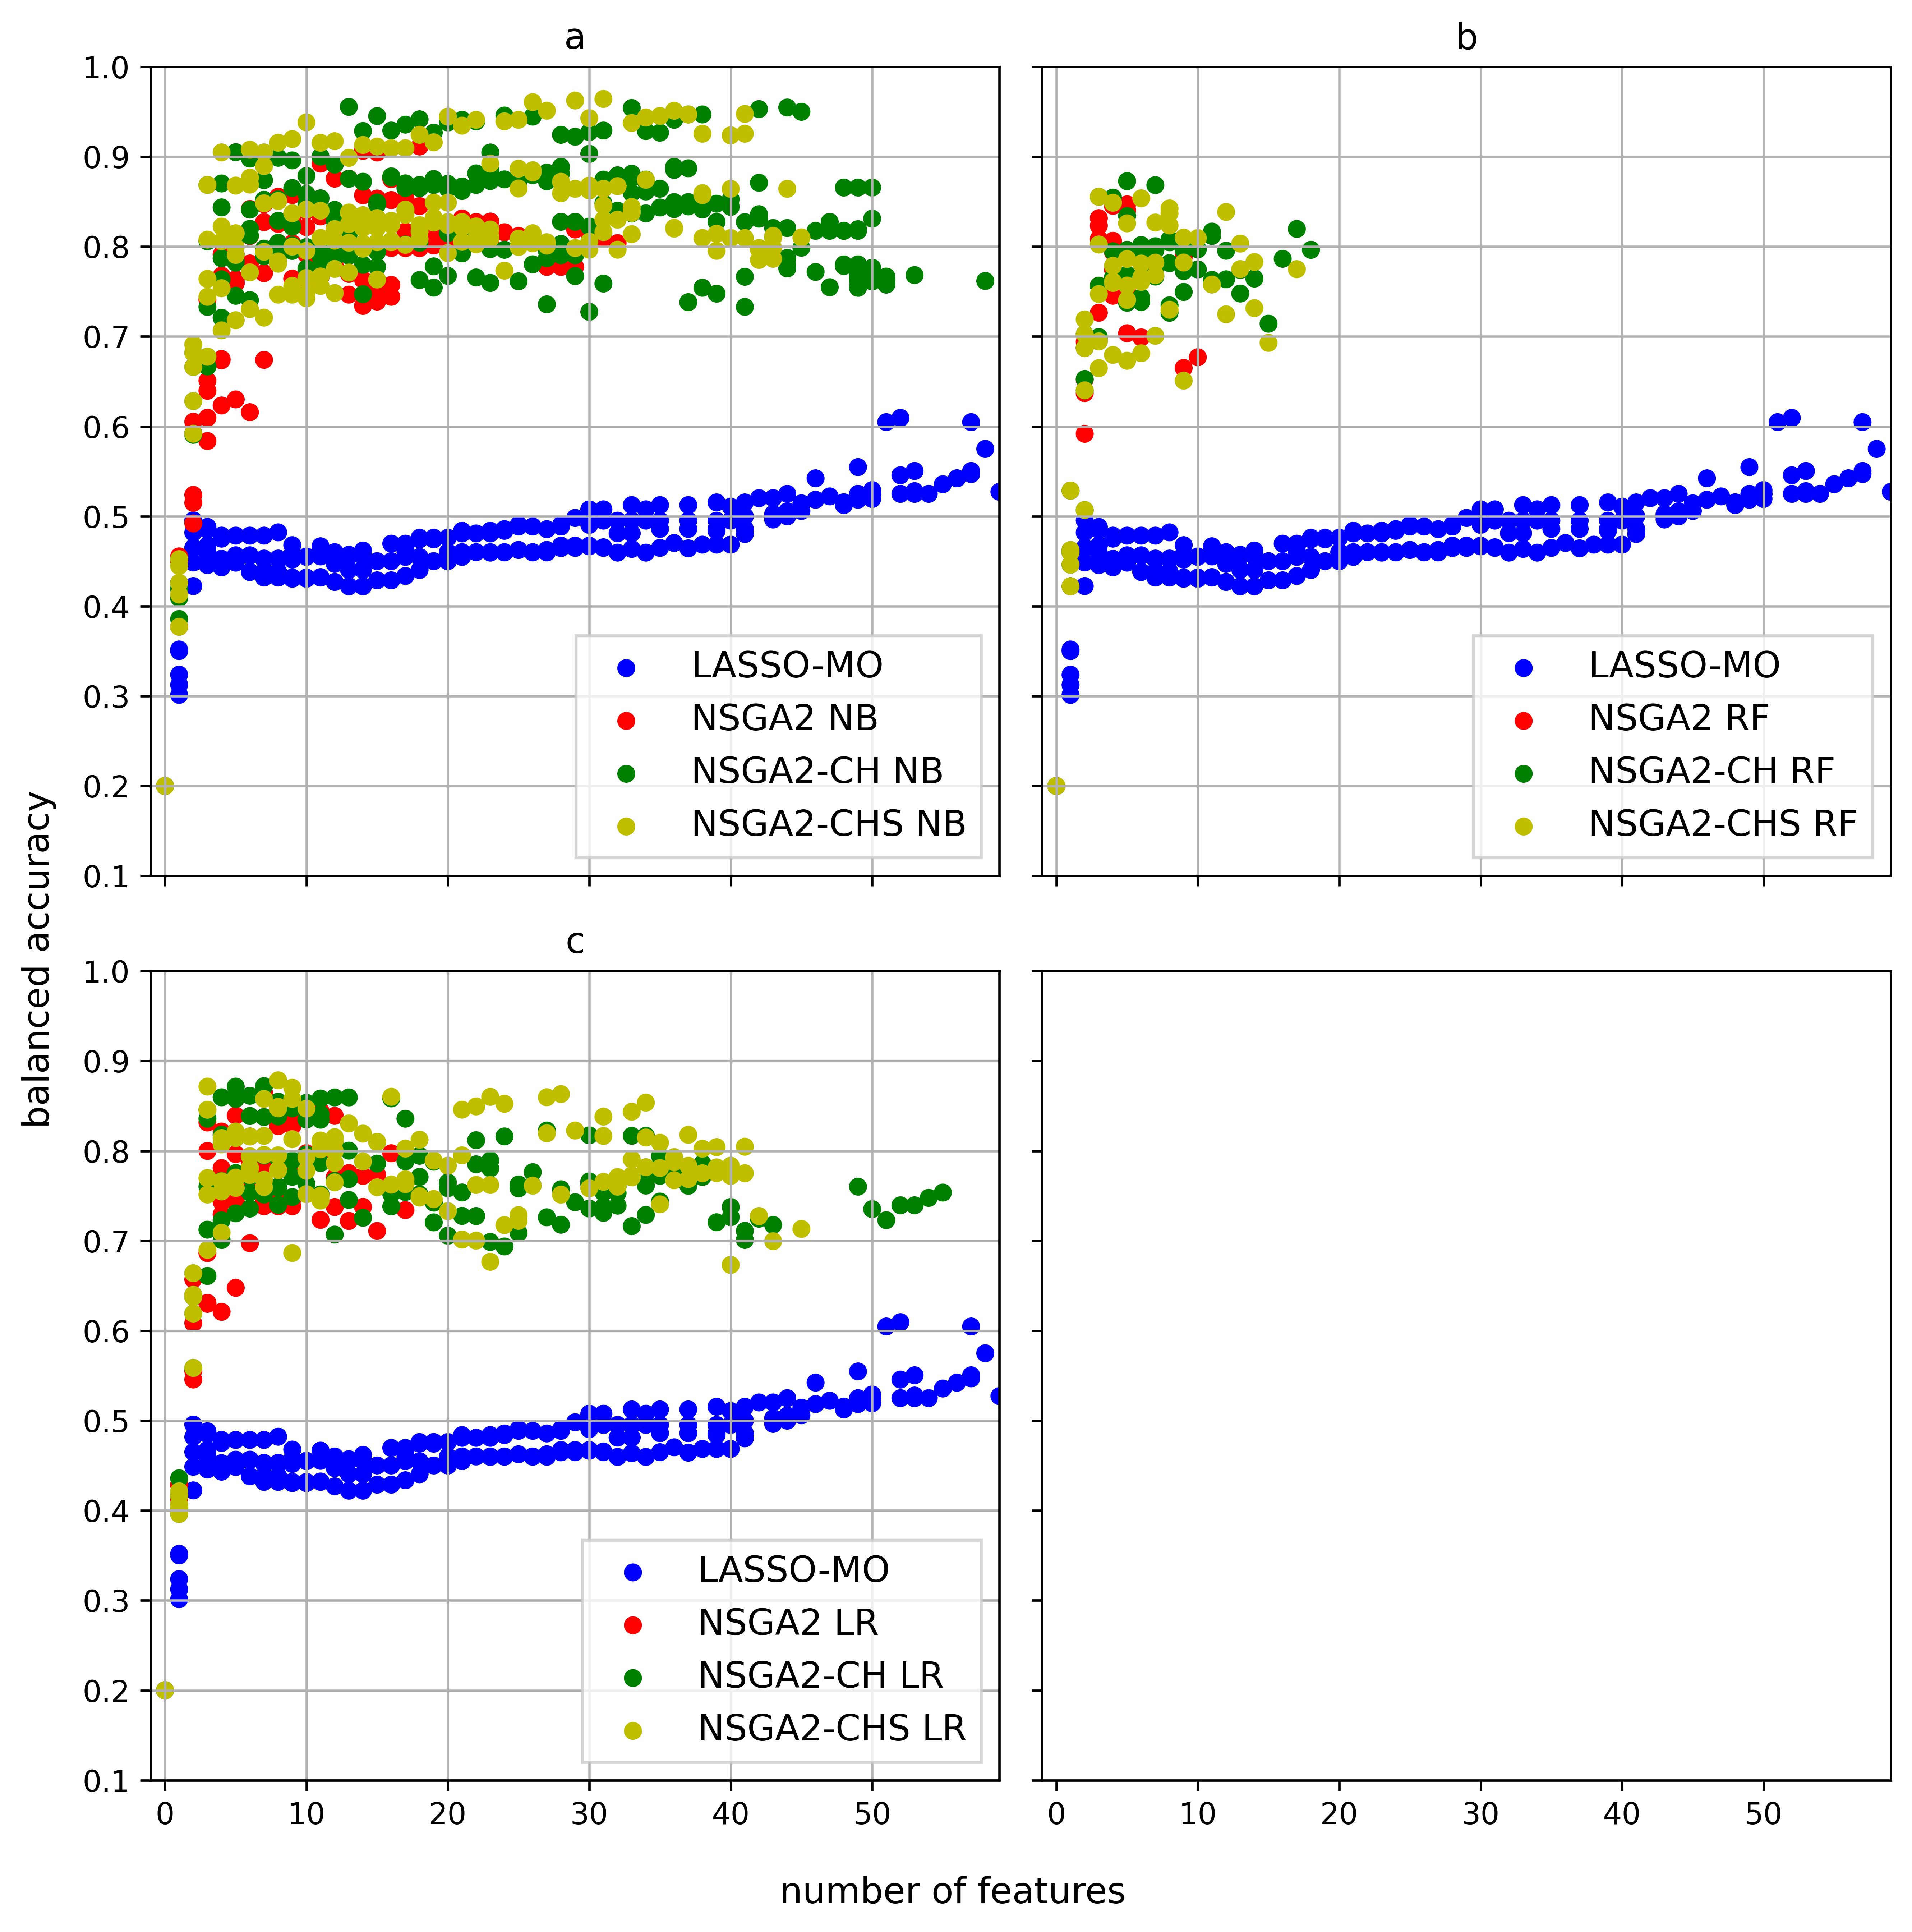 a
b
1.0
0.9
0.8
0.7
0.6
0.5
0.4
0.3
0.2
0.1
LASSO-MO
NSGA2 NB
NSGA2-CH NB
NSGA2-CHS NB
LASSO-MO
NSGA2 RF
NSGA2-CH RF
NSGA2-CHS RF
balanced accuracy
c
1.0
0.9
0.8
0.7
0.6
0.5
0.4
0.3
0.2
0.1
LASSO-MO
NSGA2 LR
NSGA2-CH LR
NSGA2-CHS LR
0 10 20 30 40 50
0 10 20 30 40 50
number of features